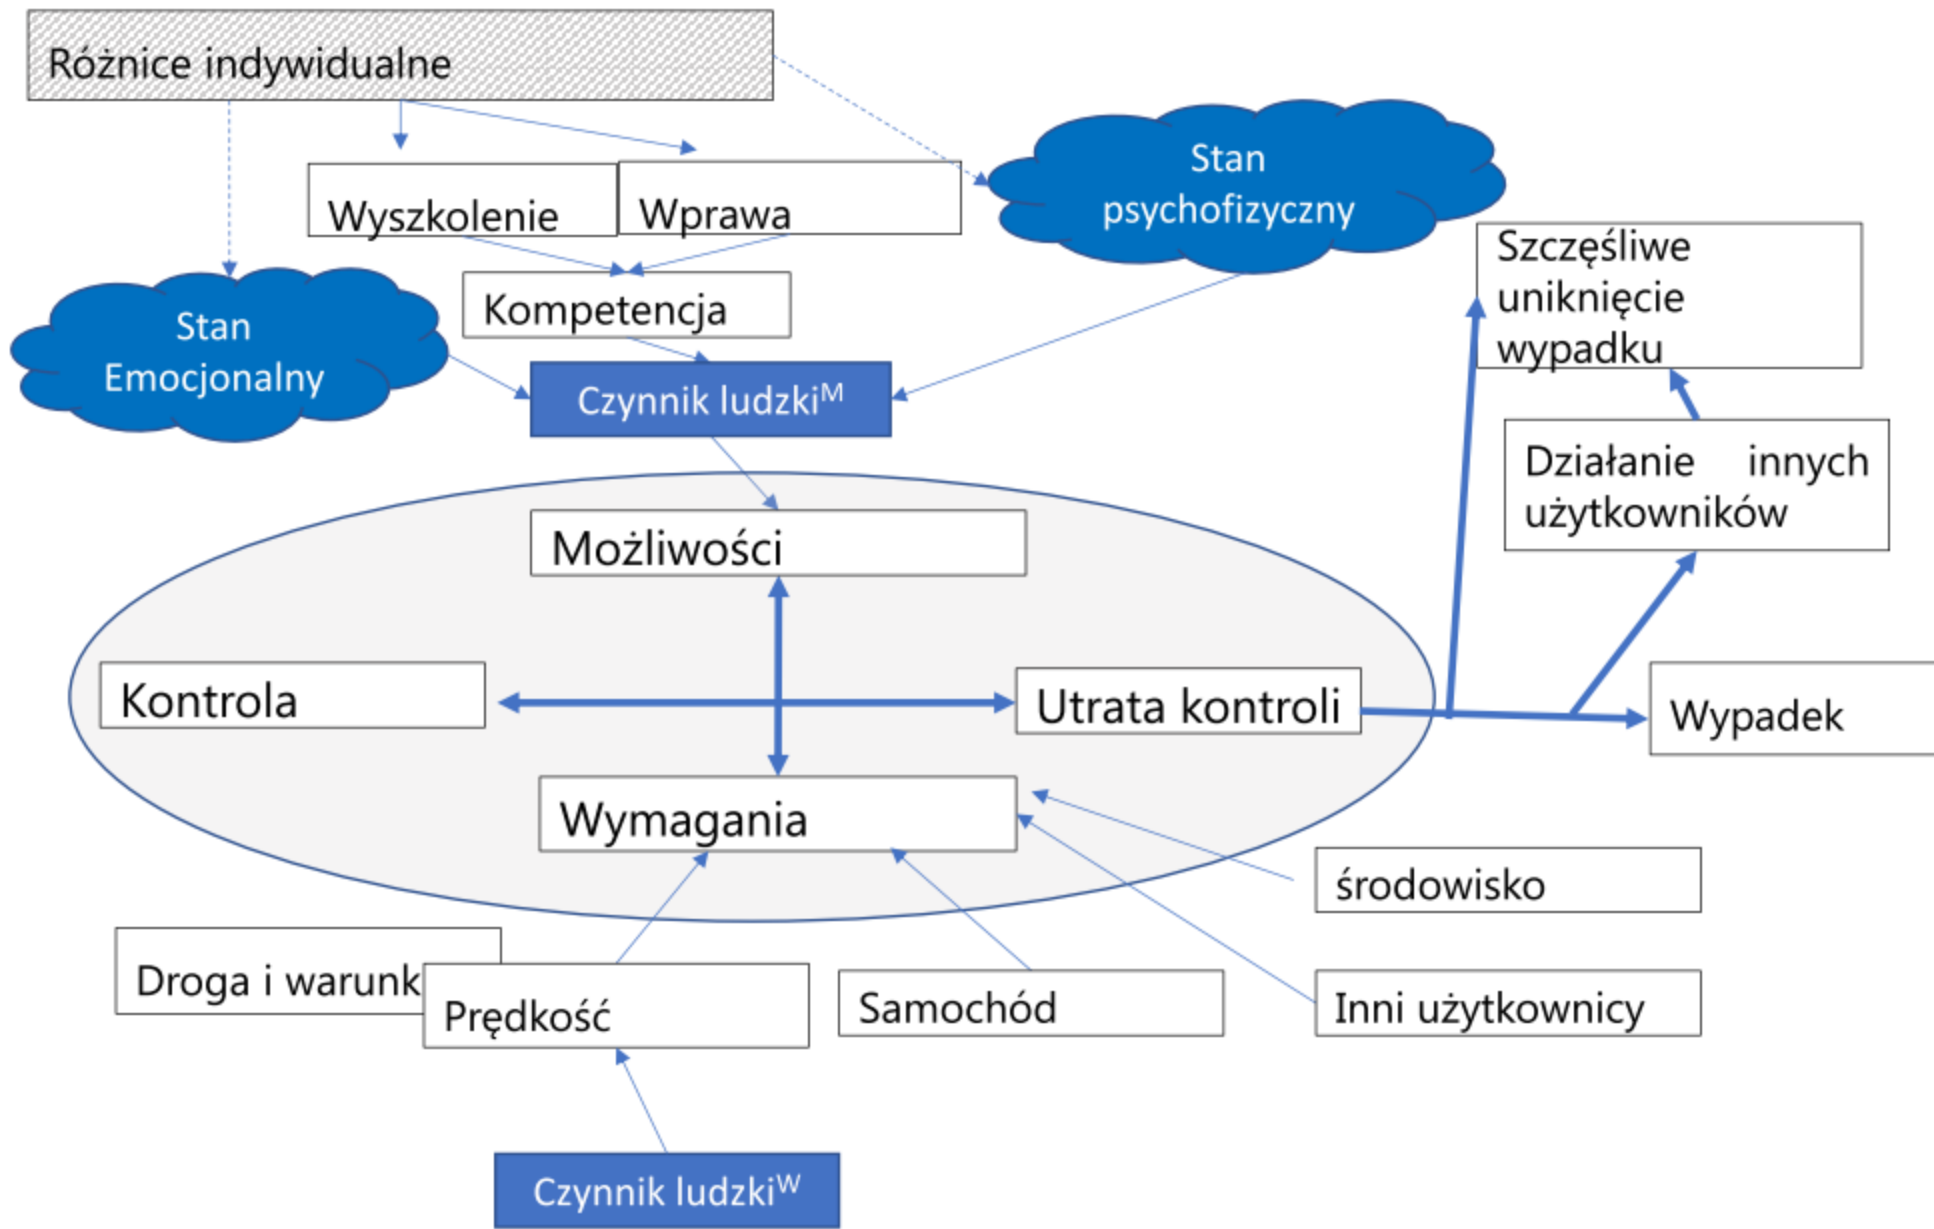 Różnice indywidualne
Stan
psychofizyczny
Wyszkolenie
Wprawa
Szczęśliwe
uniknięcie
wypadku
Kompetencja
Stan
Emocjonalny
Czynnik ludzkiᴹ
Działanie innych
użytkowników
Możliwości
Kontrola
Utrata kontroli
Wypadek
Wymagania
środowisko
Droga i warunk
Prędkość
Samochód
Inni użytkownicy
Czynnik ludzkiᵂ